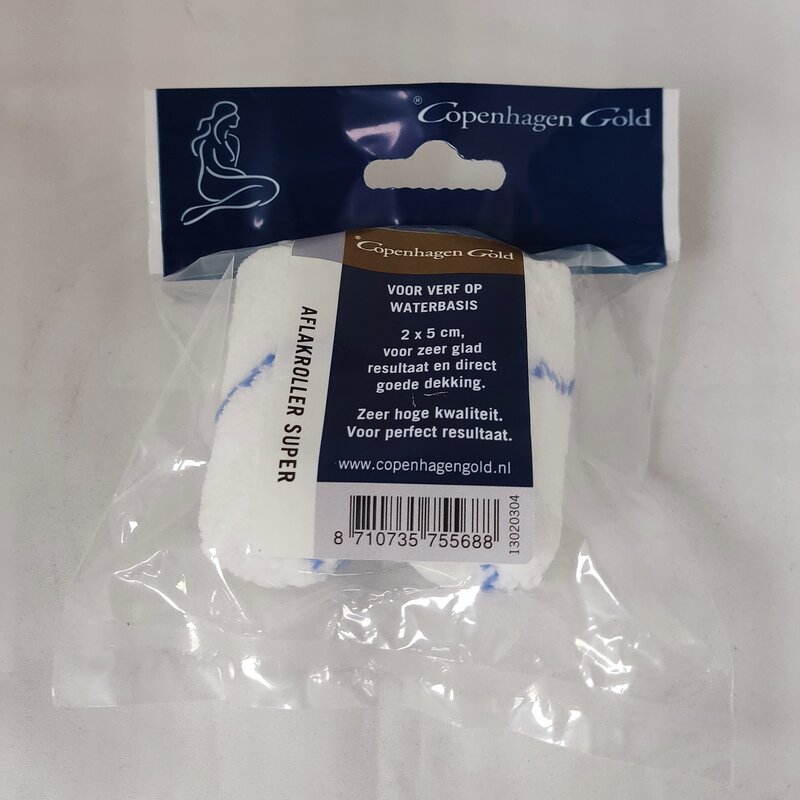 ® Copenhagen Gold
® Copenhagen Gold
VOOR VERF OP
WATERBASIS
2 x 5 cm,
voor zeer glad
resultaat en direct
goede dekking.
Zeer hoge kwaliteit.
Voor perfect resultaat.
www.copenhagengold.nl
AFLAKROLLER SUPER
8 710735 755688
13020304